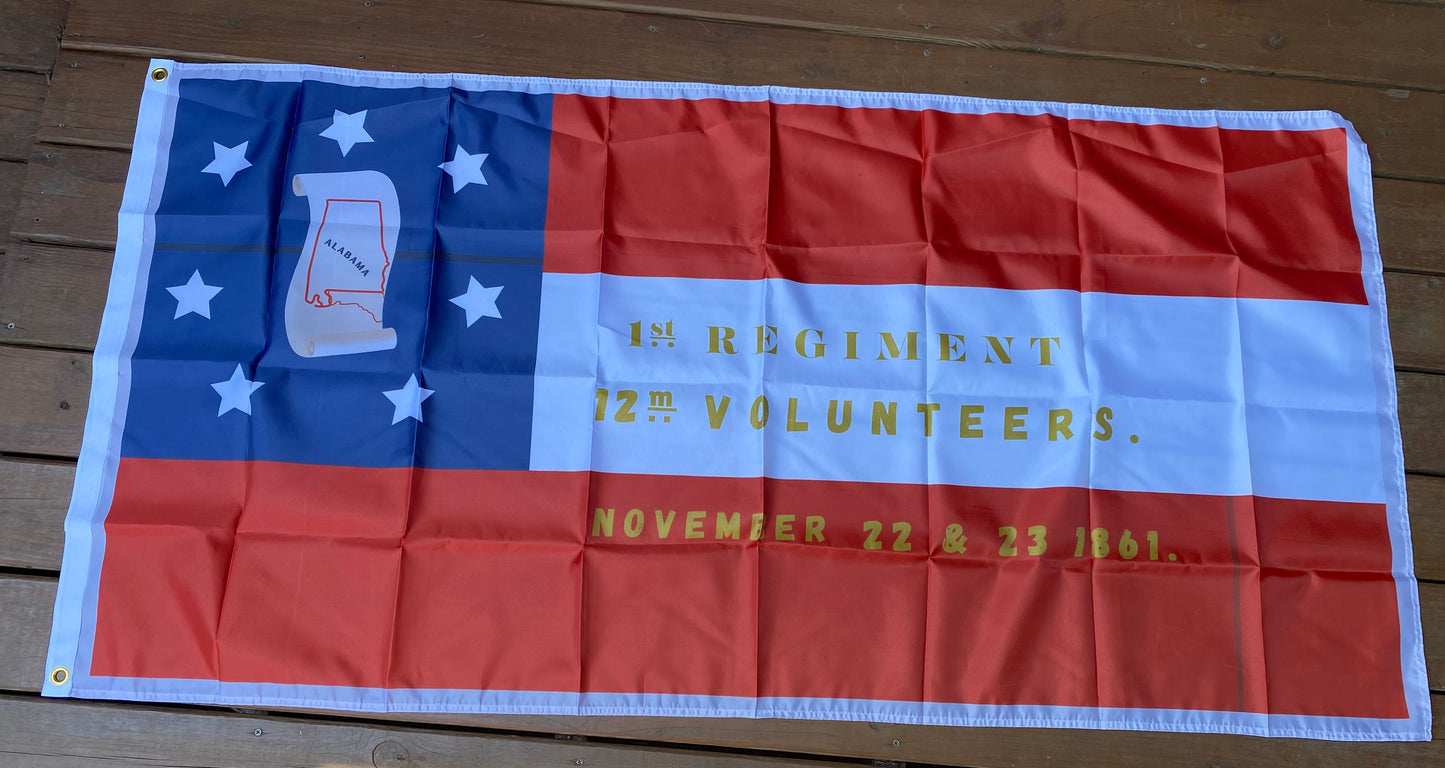 ALABAMA
1st REGIMENT
12m VOLUNTEERS.
NOVEMBER 22 & 23 1861.